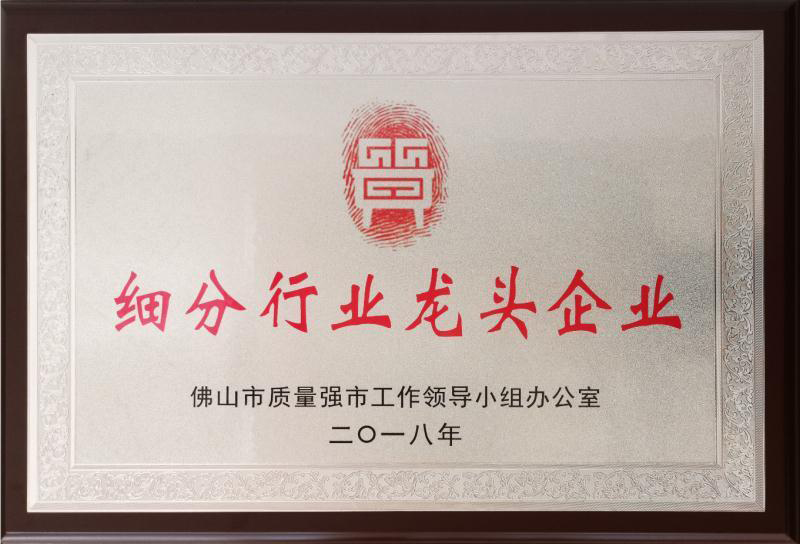 细分行业龙头企业
佛山市质量强市工作领导小组办公室
二〇一八年